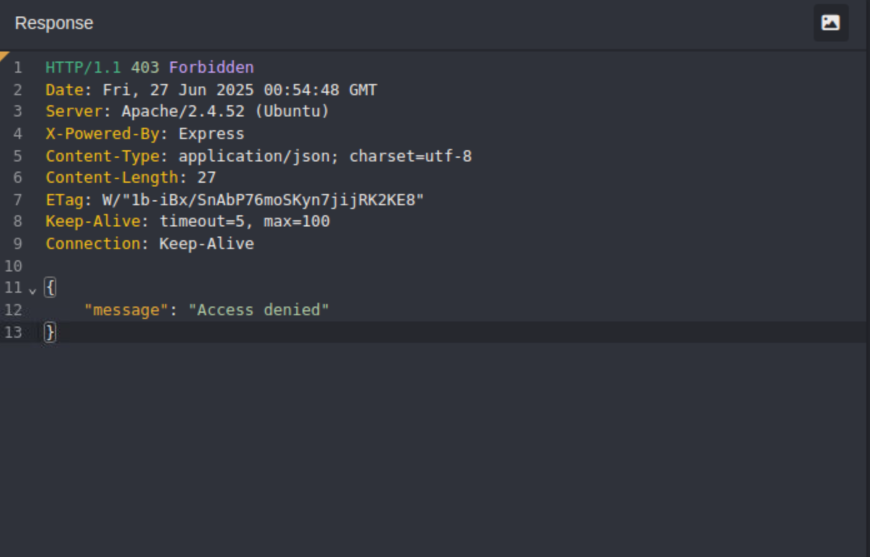 Response
1 HTTP/1.1 403 Forbidden
2 Date: Fri, 27 Jun 2025 00:54:48 GMT
3 Server: Apache/2.4.52 (Ubuntu)
4 X-Powered-By: Express
5 Content-Type: application/json; charset=utf-8
6 Content-Length: 27
7 ETag: W/"1b-iBx/SnAbP76moSKyn7jijRK2KE8"
8 Keep-Alive: timeout=5, max=100
9 Connection: Keep-Alive
10
11 {
12 "message": "Access denied"
13 }